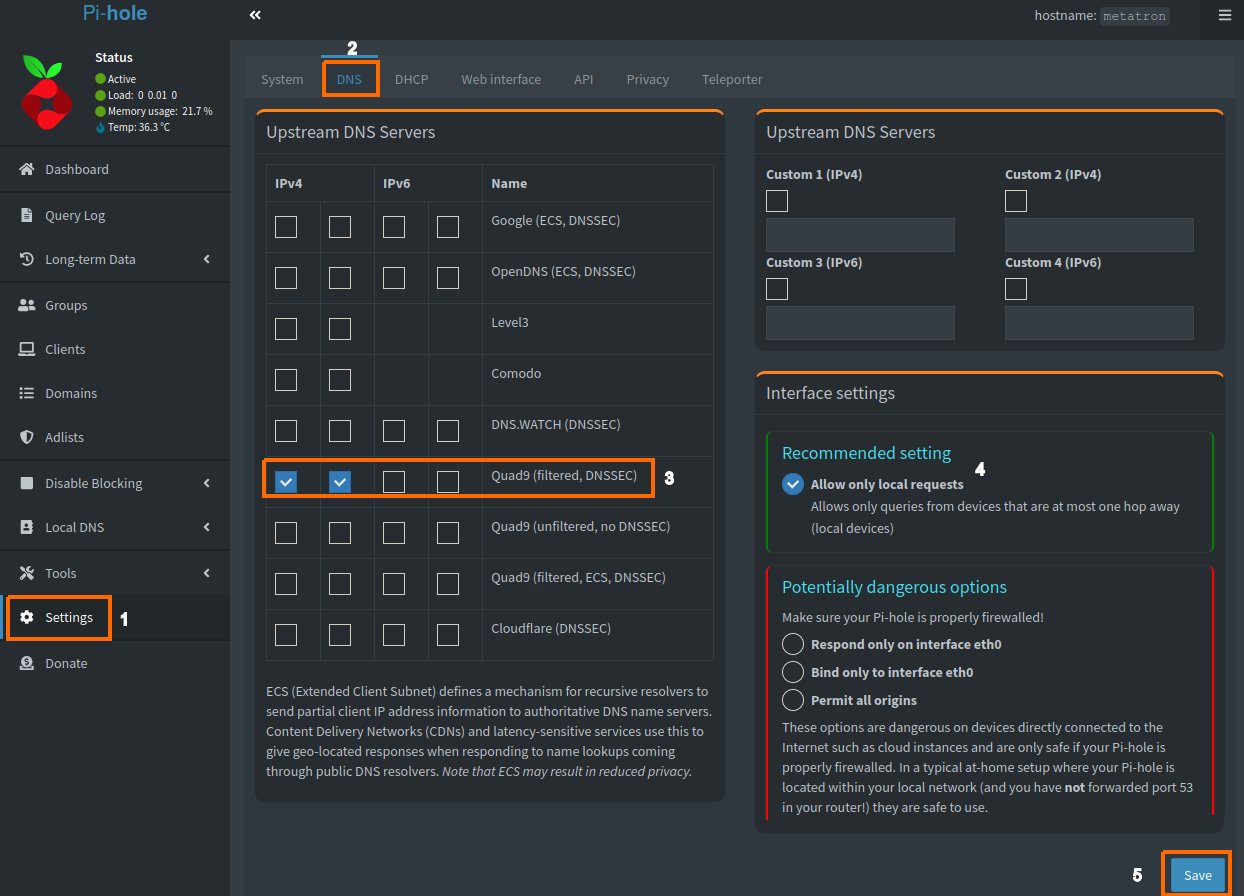 Pi-hole
«
hostname: metatron
Status
Active
Load: 0 0.01 0
Memory usage: 21.7 %
Temp: 36.3 °C
Dashboard
Query Log
Long-term Data
Groups
Clients
Domains
Adlists
Disable Blocking
Local DNS
Tools
Settings
1
Donate
2
System
DNS
DHCP
Web interface
API
Privacy
Teleporter
Upstream DNS Servers
IPv4 IPv6 Name
Google (ECS, DNSSEC)
OpenDNS (ECS, DNSSEC)
Level3
Comodo
DNS.WATCH (DNSSEC)
Quad9 (filtered, DNSSEC)
3
Quad9 (unfiltered, no DNSSEC)
Quad9 (filtered, ECS, DNSSEC)
Cloudflare (DNSSEC)
ECS (Extended Client Subnet) defines a mechanism for recursive resolvers to
send partial client IP address information to authoritative DNS name servers.
Content Delivery Networks (CDNs) and latency-sensitive services use this to
give geo-located responses when responding to name lookups coming
through public DNS resolvers. Note that ECS may result in reduced privacy.
Upstream DNS Servers
Custom 1 (IPv4)
Custom 2 (IPv4)
Custom 3 (IPv6)
Custom 4 (IPv6)
Interface settings
Recommended setting
4
Allow only local requests
Allows only queries from devices that are at most one hop away
(local devices)
Potentially dangerous options
Make sure your Pi-hole is properly firewalled!
Respond only on interface eth0
Bind only to interface eth0
Permit all origins
These options are dangerous on devices directly connected to the
Internet such as cloud instances and are only safe if your Pi-hole is
properly firewalled. In a typical at-home setup where your Pi-hole is
located within your local network (and you have not forwarded port 53
in your router!) they are safe to use.
5
Save